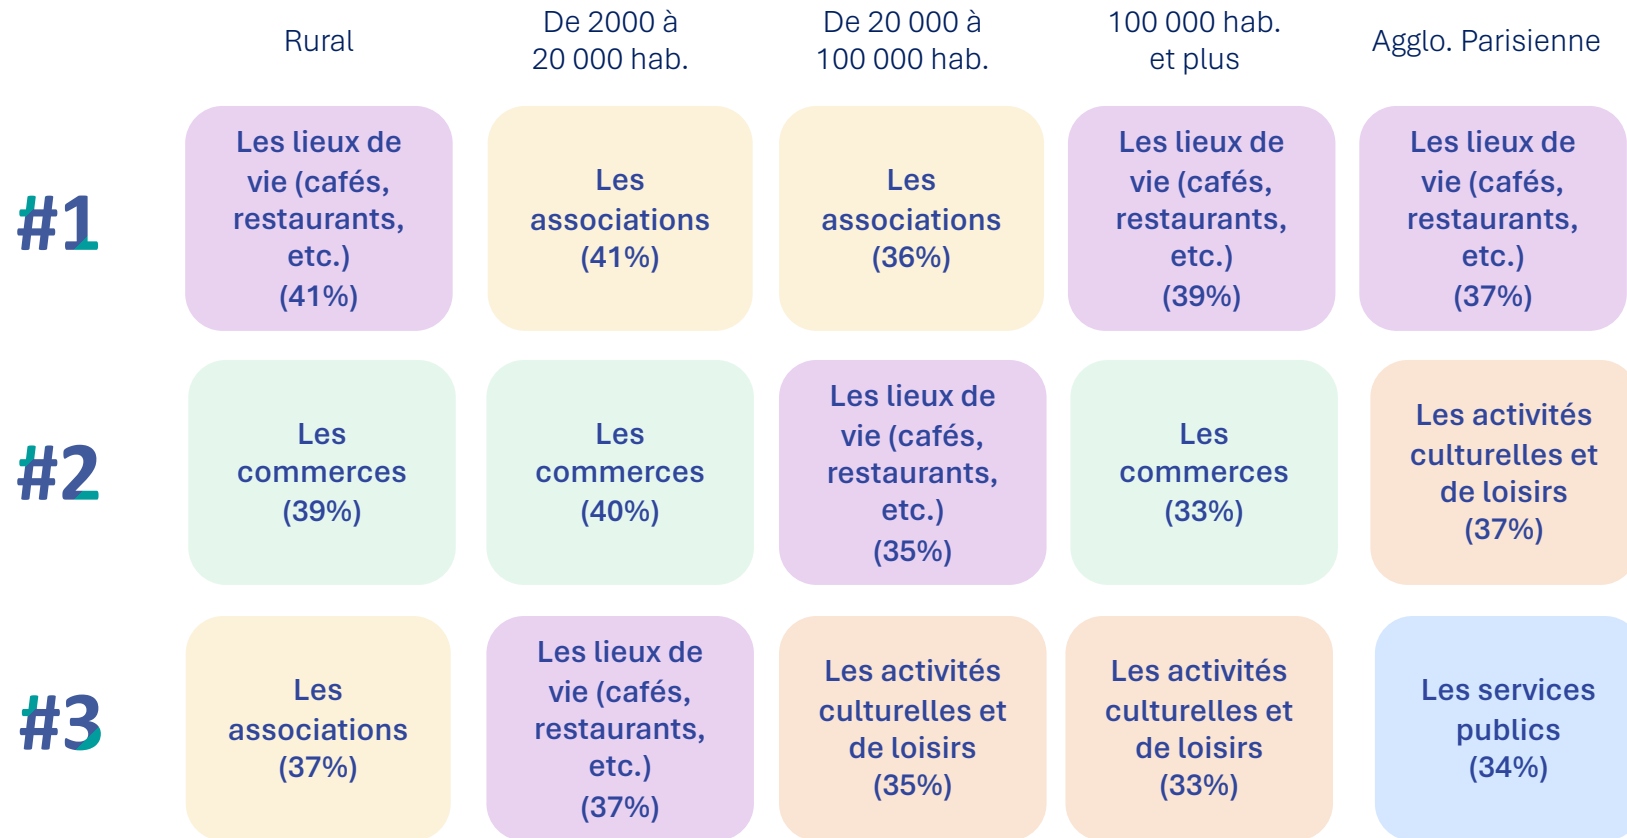 Rural
De 2000 à
20 000 hab.
De 20 000 à
100 000 hab.
100 000 hab.
et plus
Agglo. Parisienne
#1
Les lieux de
vie (cafés,
restaurants,
etc.)
(41%)
Les
associations
(41%)
Les
associations
(36%)
Les lieux de
vie (cafés,
restaurants,
etc.)
(39%)
Les lieux de
vie (cafés,
restaurants,
etc.)
(37%)
#2
Les
commerces
(39%)
Les
commerces
(40%)
Les lieux de
vie (cafés,
restaurants,
etc.)
(35%)
Les
commerces
(33%)
Les activités
culturelles et
de loisirs
(37%)
#3
Les
associations
(37%)
Les lieux de
vie (cafés,
restaurants,
etc.)
(37%)
Les activités
culturelles et
de loisirs
(35%)
Les activités
culturelles et
de loisirs
(33%)
Les services
publics
(34%)